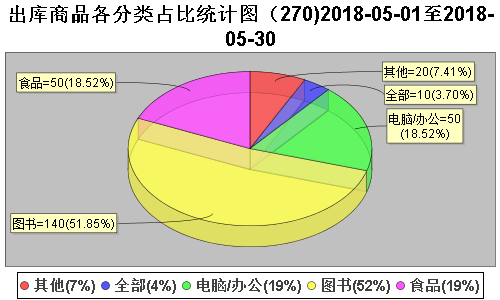 出库商品各分类占比统计图（270)2018-05-01至2018-
05-30
其他=20(7.41%)
食品=50(18.52%)
全部=10(3.70%)
电脑/办公=50
(18.52%)
图书=140(51.85%)
其他(7%) 全部(4%) 电脑/办公(19%) 图书(52%) 食品(19%)